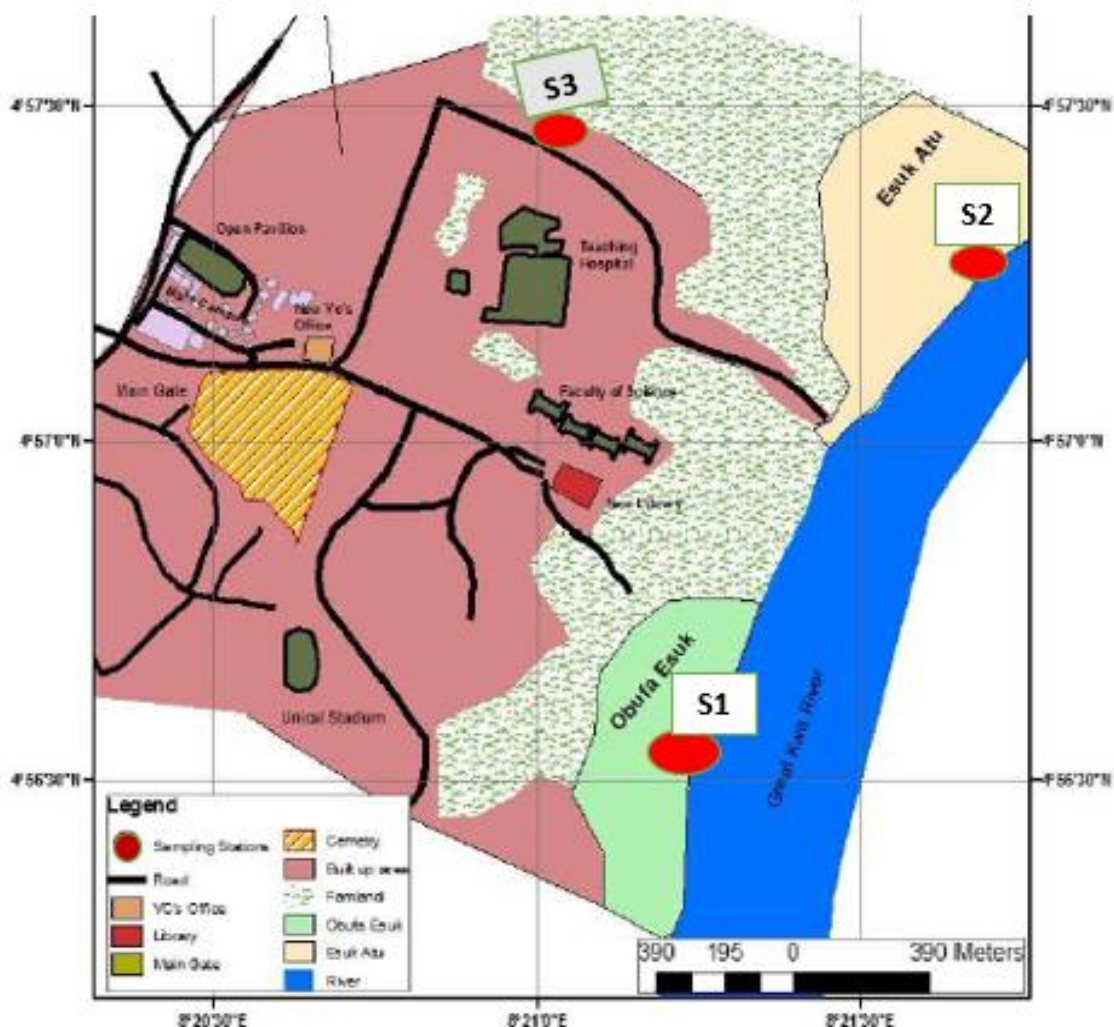 S3
4°57'30"N
4°57'30"N
Esuk Atu
S2
Open Pavilion
Teaching
Hospital
Office
Main Gate
Faculty of Science
4°57'0"N
4°57'0"N
Obufa Esuk
S1
Unical Stadium
Great Kwa River
4°56'30"N
4°56'30"N
Legend
Sampling Stations
Road
VC's Office
Library
Main Gate
Built up
Farmland
Obufa Esuk
Esuk Atu
River
390 195 0 390 Meters
8°20'30"E
8°21'0"E
8°21'30"E